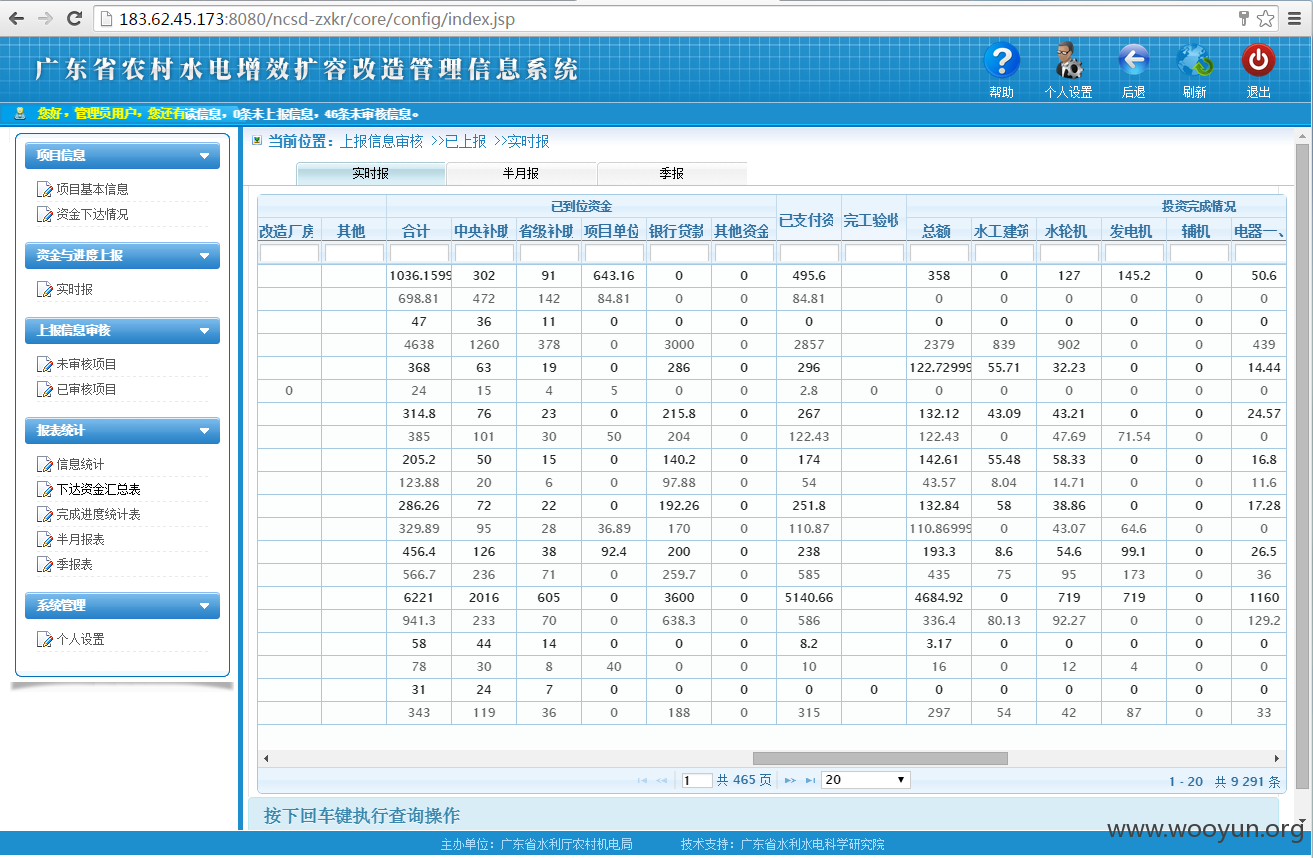 183.62.45.173:8080/ncsd-zxkr/core/config/index.jsp
广东省农村水电增效扩容改造管理信息系统
帮助 个人设置 后退 刷新 退出
您好，管理员用户，您还有读信息，0条未上报信息，46条未审核信息。
项目信息
项目基本信息
资金下达情况
资金与进度上报
实时报
上报信息审核
未审核项目
已审核项目
报表统计
信息统计
下达资金汇总表
完成进度统计表
半月报表
季报表
系统管理
个人设置
当前位置：上报信息审核 >>已上报 >>实时报
实时报 半月报 季报
已到位资金 已支付资 完工验收 投资完成情况
改造厂房 其他 合计 中央补助 省级补助 项目单位 银行贷款 其他资金 总额 水工建筑 水轮机 发电机 辅机 电器一、
1036.1599 302 91 643.16 0 0 495.6 358 0 127 145.2 0 50.6
698.81 472 142 84.81 0 0 84.81 0 0 0 0 0 0
47 36 11 0 0 0 0 0 0 0 0 0 0
4638 1260 378 0 3000 0 2857 2379 839 902 0 0 439
368 63 19 0 286 0 296 122.72999 55.71 32.23 0 0 14.44
0 24 15 4 5 0 0 2.8 0 0 0 0 0 0 0
314.8 76 23 0 215.8 0 267 132.12 43.09 43.21 0 0 24.57
385 101 30 50 204 0 122.43 122.43 0 47.69 71.54 0 0
205.2 50 15 0 140.2 0 174 142.61 55.48 58.33 0 0 16.8
123.88 20 6 0 97.88 0 54 43.57 8.04 14.71 0 0 11.6
286.26 72 22 0 192.26 0 251.8 132.84 58 38.86 0 0 17.28
329.89 95 28 36.89 170 0 110.87 110.86999 0 43.07 64.6 0 0
456.4 126 38 92.4 200 0 238 193.3 8.6 54.6 99.1 0 26.5
566.7 236 71 0 259.7 0 585 435 75 95 173 0 36
6221 2016 605 0 3600 0 5140.66 4684.92 0 719 719 0 1160
941.3 233 70 0 638.3 0 586 336.4 80.13 92.27 0 0 129.2
58 44 14 0 0 0 8.2 3.17 0 0 0 0 0
78 30 8 40 0 0 10 16 0 12 4 0 0
31 24 7 0 0 0 0 0 0 0 0 0 0 0
343 119 36 0 188 0 315 297 54 42 87 0 33
1 共 465 页 20 1 - 20 共 9 291 条
按下回车键执行查询操作
主办单位：广东省水利厅农村机电局 技术支持：广东省水利水电科学研究院
www.wooyun.org